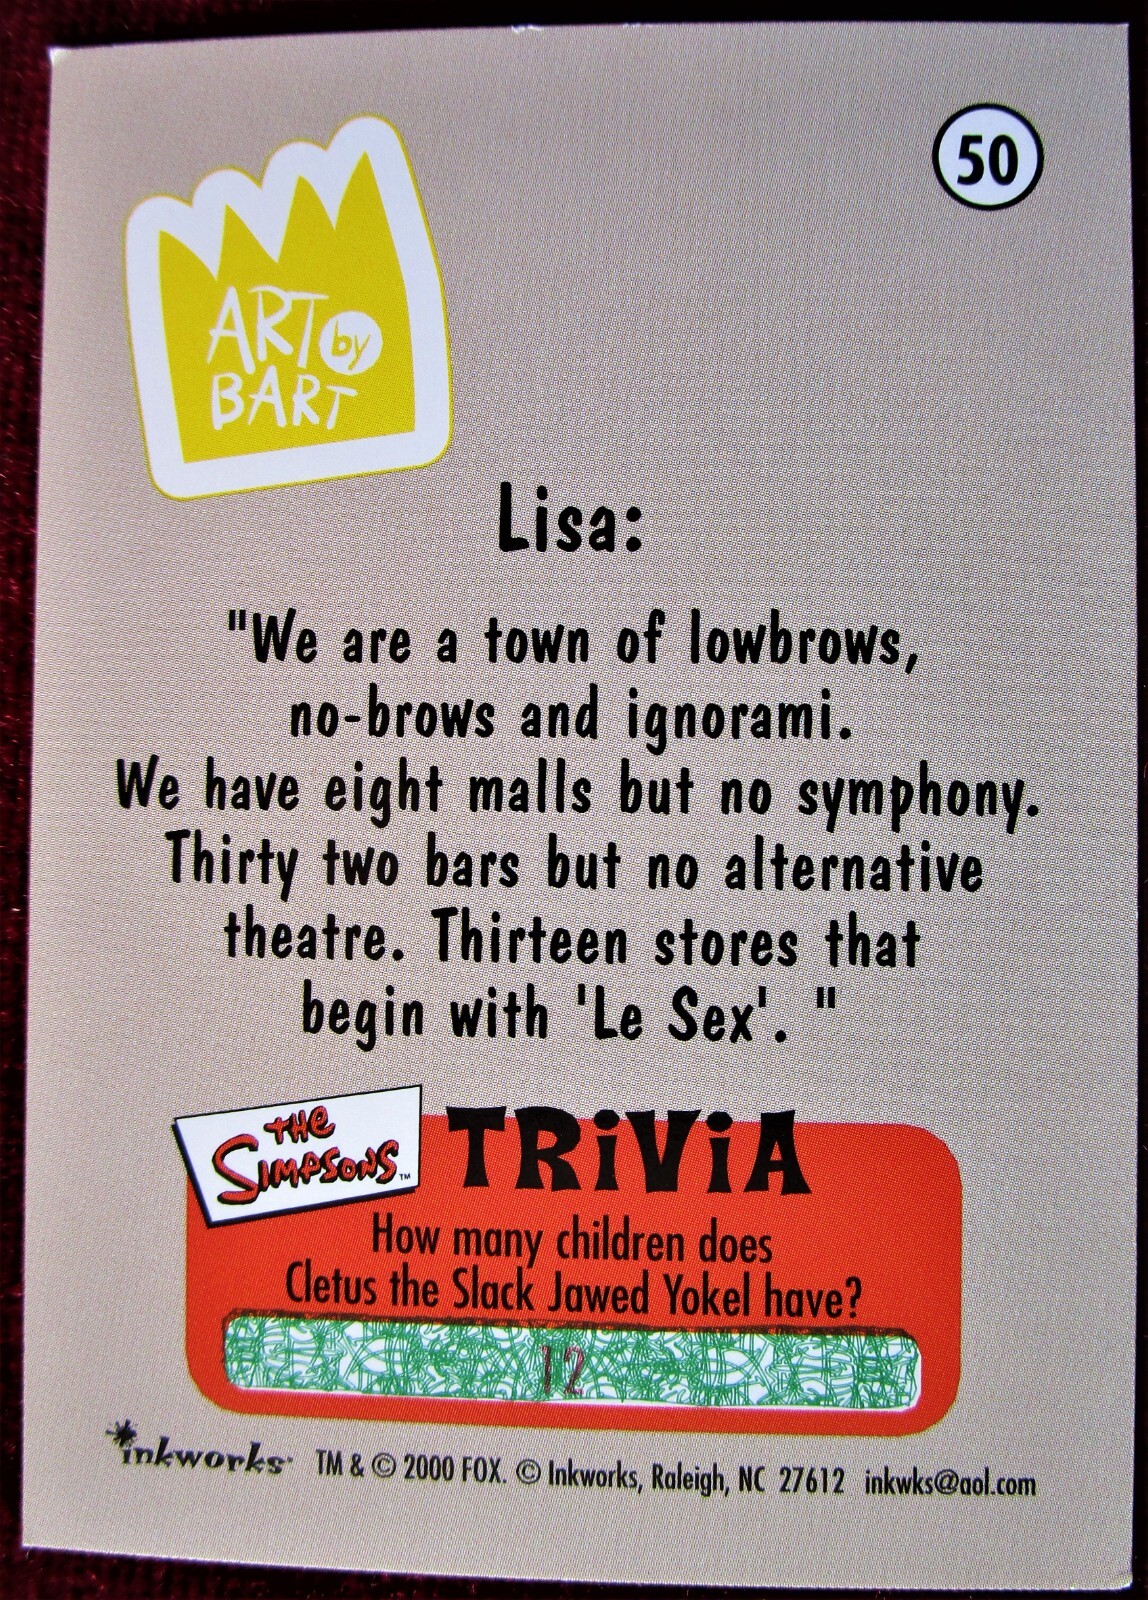 50
ART by
BART
Lisa:
"We are a town of lowbrows,
no-brows and ignorami.
We have eight malls but no symphony.
Thirty two bars but no alternative
theatre. Thirteen stores that
begin with 'Le Sex'. "
THE
SIMPSONS™
TRiViA
How many children does
Cletus the Slack Jawed Yokel have?
12
inkworks TM & © 2000 FOX. © Inkworks, Raleigh, NC 27612 inkwks@aol.com